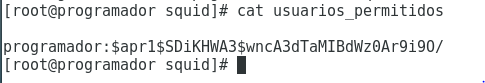 [root@programador squid]# cat usuarios_permitidos
programador:$apr1$SDiKHWA3$wncA3dTaMIBdWz0Ar9i9O/
[root@programador squid]#